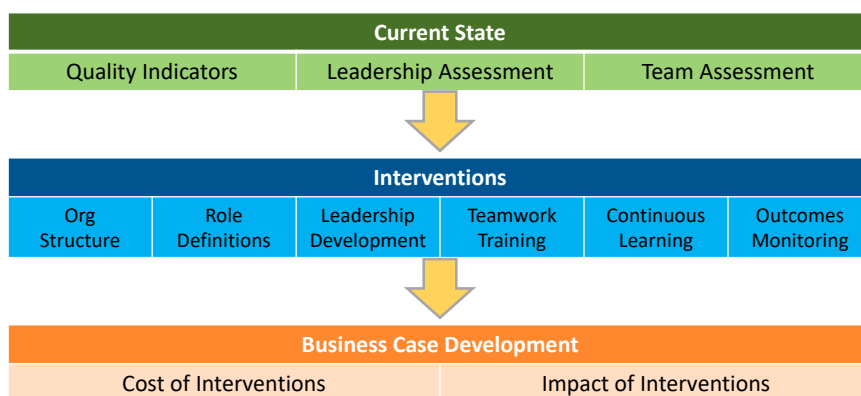 Current State
Quality Indicators
Leadership Assessment
Team Assessment
Interventions
Org
Structure
Role
Definitions
Leadership
Development
Teamwork
Training
Continuous
Learning
Outcomes
Monitoring
Business Case Development
Cost of Interventions
Impact of Interventions